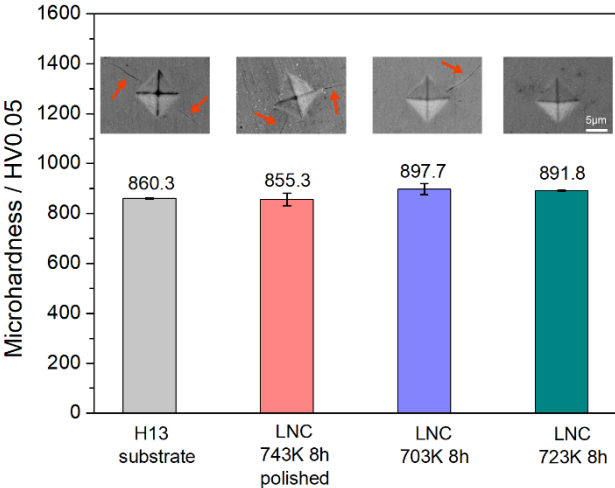 Microhardness / HV0.05
1600
1400
1200
1000
800
600
400
200
0
860.3
855.3
897.7
891.8
5μm
H13
substrate
LNC
743K 8h
polished
LNC
703K 8h
LNC
723K 8h